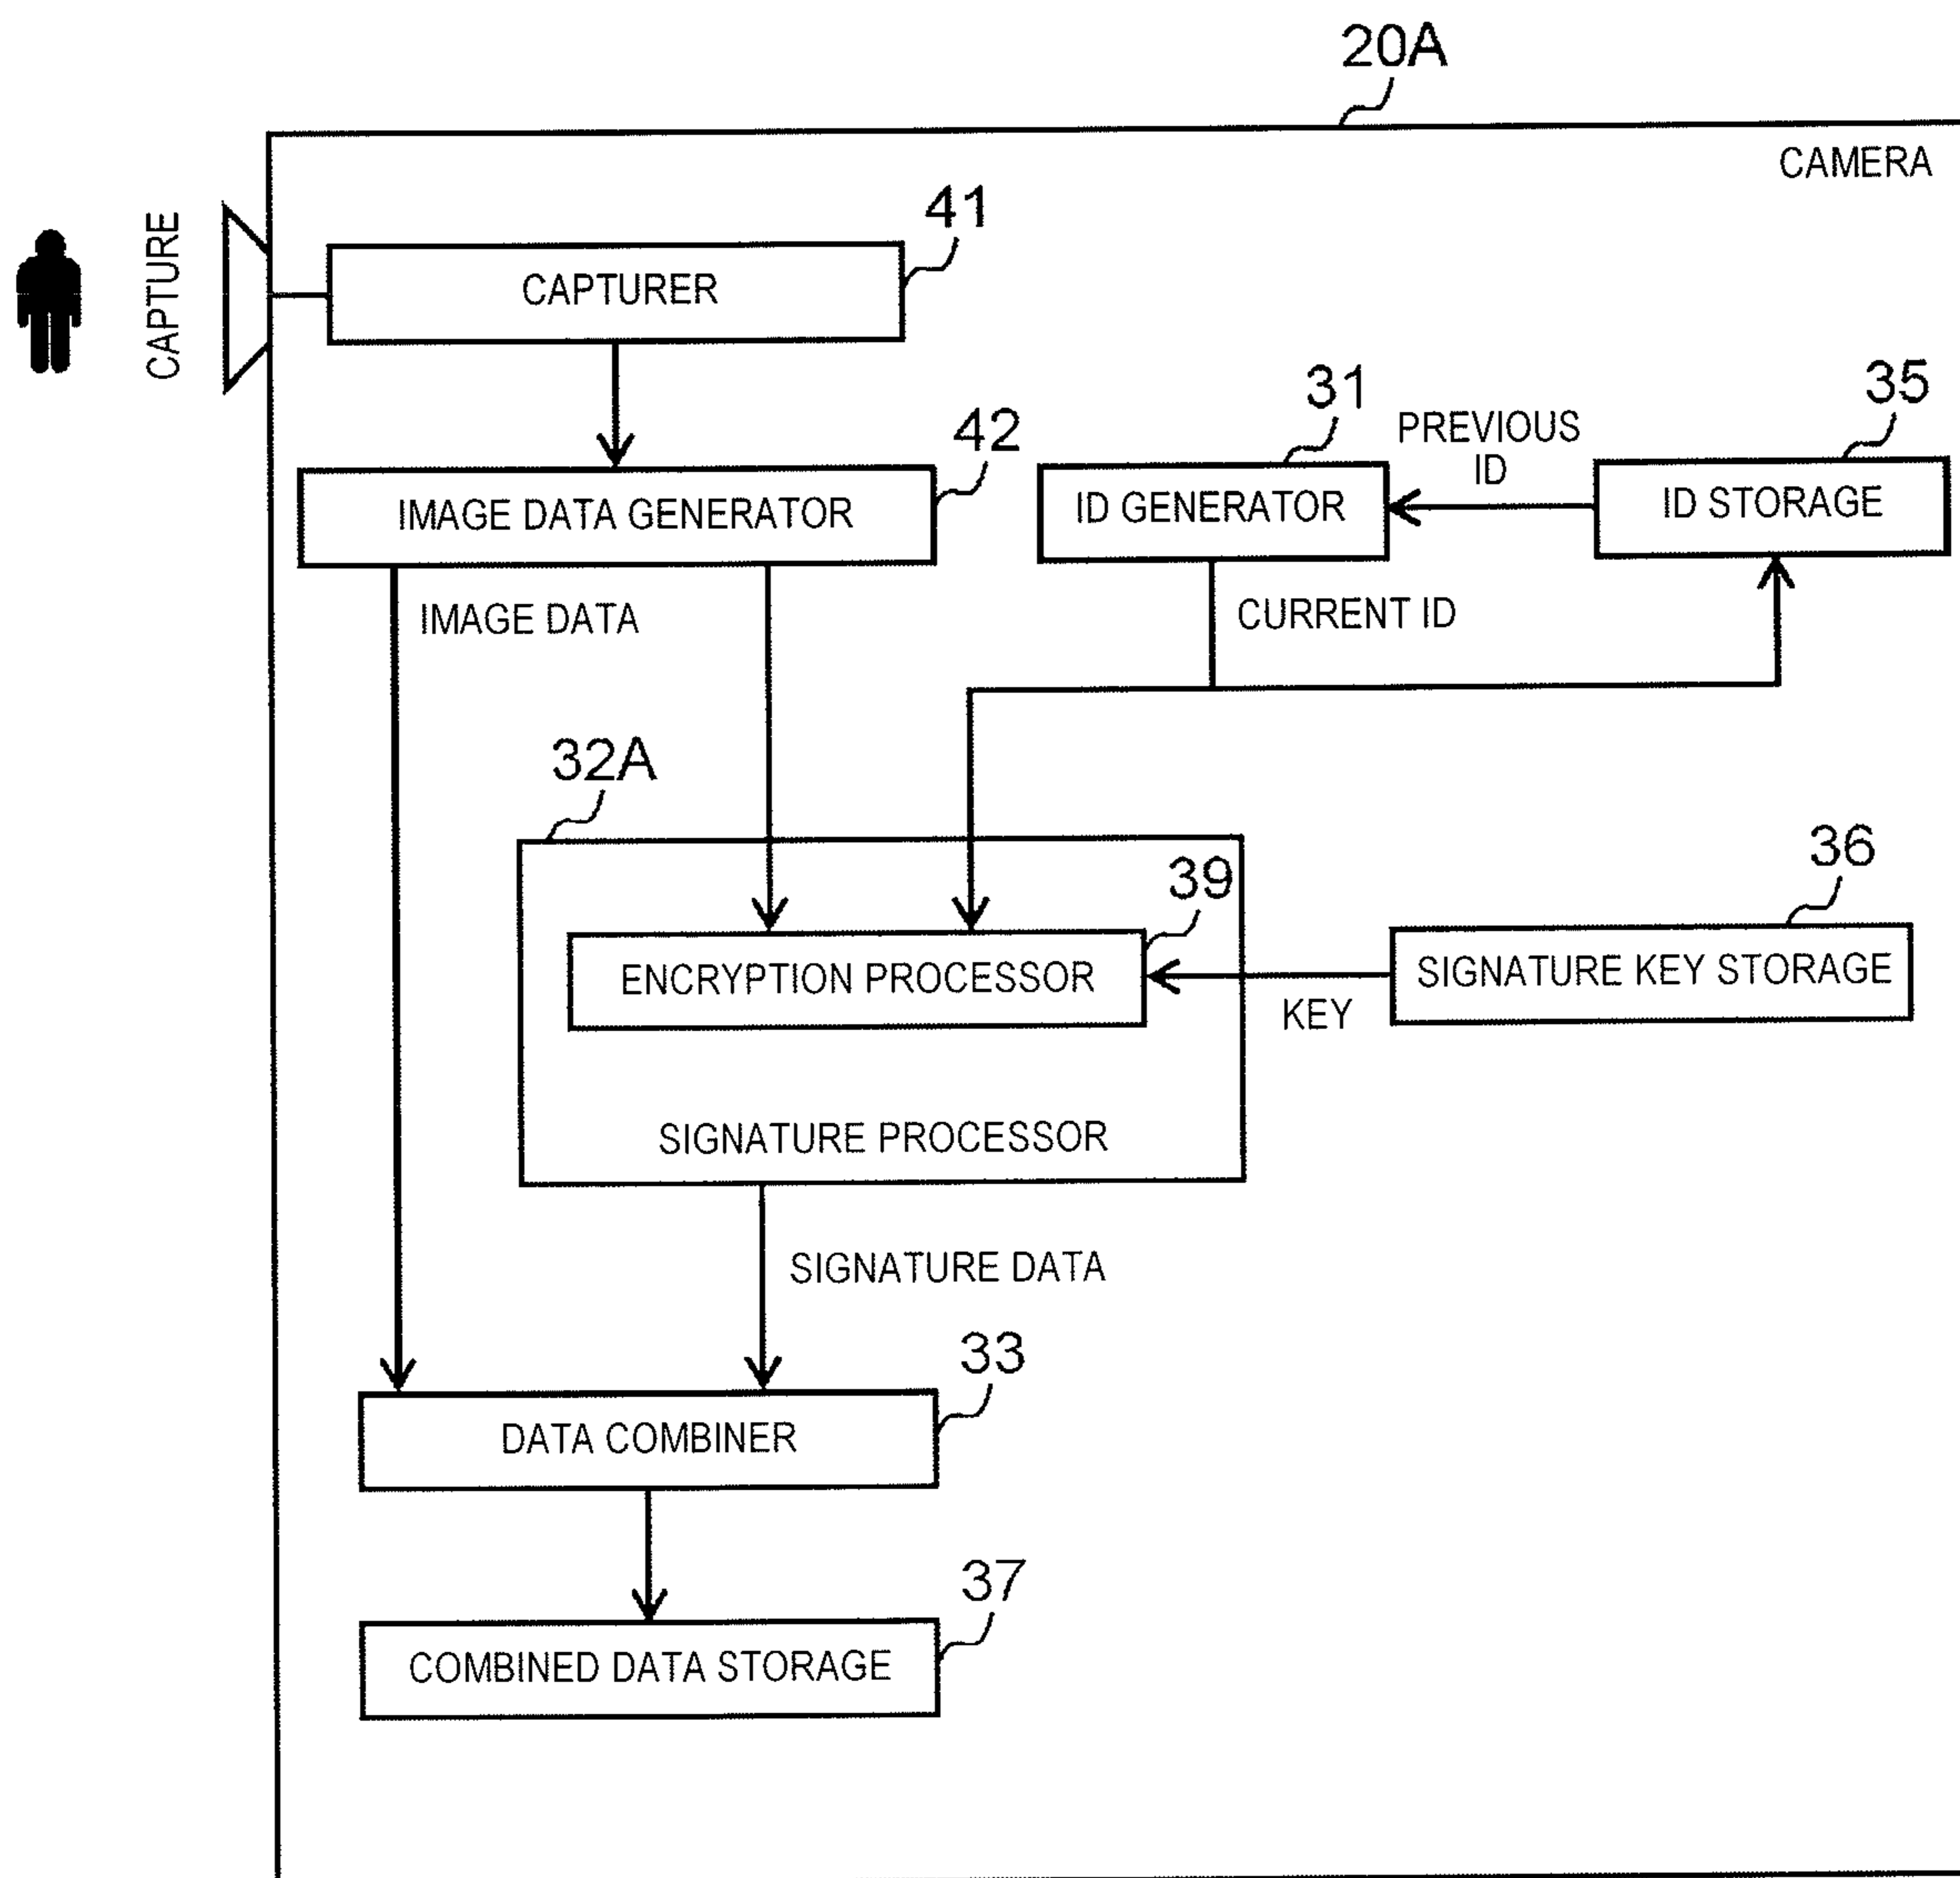 20A
CAMERA
CAPTURE
41
CAPTURER
42
IMAGE DATA GENERATOR
31
ID GENERATOR
PREVIOUS
ID
35
ID STORAGE
IMAGE DATA
CURRENT ID
32A
39
ENCRYPTION PROCESSOR
36
SIGNATURE KEY STORAGE
KEY
SIGNATURE PROCESSOR
SIGNATURE DATA
33
DATA COMBINER
37
COMBINED DATA STORAGE